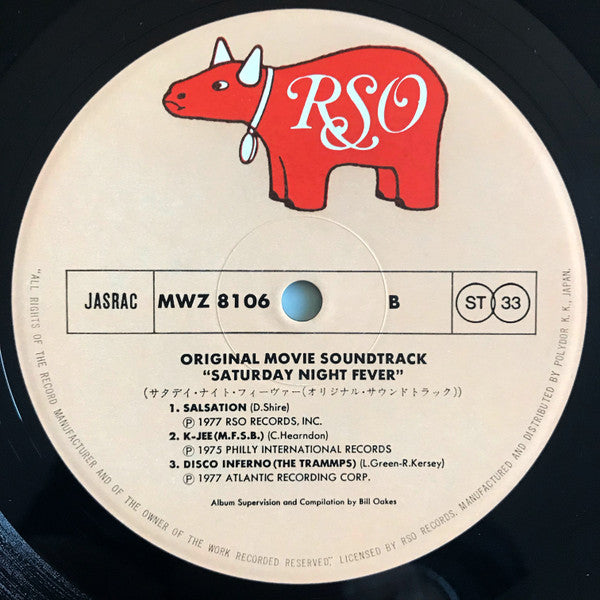 RSO
JASRAC MWZ 8106 B ST 33
ORIGINAL MOVIE SOUNDTRACK
“SATURDAY NIGHT FEVER”
(サタデイ・ナイト・フィーヴァー(オリジナル・サウンドトラック))
1. SALSATION (D.Shire)
Ⓟ 1977 RSO RECORDS, INC.
2. K-JEE (M.F.S.B.) (C.Hearndon)
Ⓟ 1975 PHILLY INTERNATIONAL RECORDS
3. DISCO INFERNO (THE TRAMMPS) (L.Green-R.Kersey)
Ⓟ 1977 ATLANTIC RECORDING CORP.
Album Supervision and Compilation by Bill Oakes
“ALL RIGHTS OF THE RECORD MANUFACTURER AND OF THE OWNER OF THE WORK RECORDED RESERVED”. LICENSED BY RSO RECORDS, MANUFACTURED AND DISTRIBUTED BY POLYDOR K. K., JAPAN.